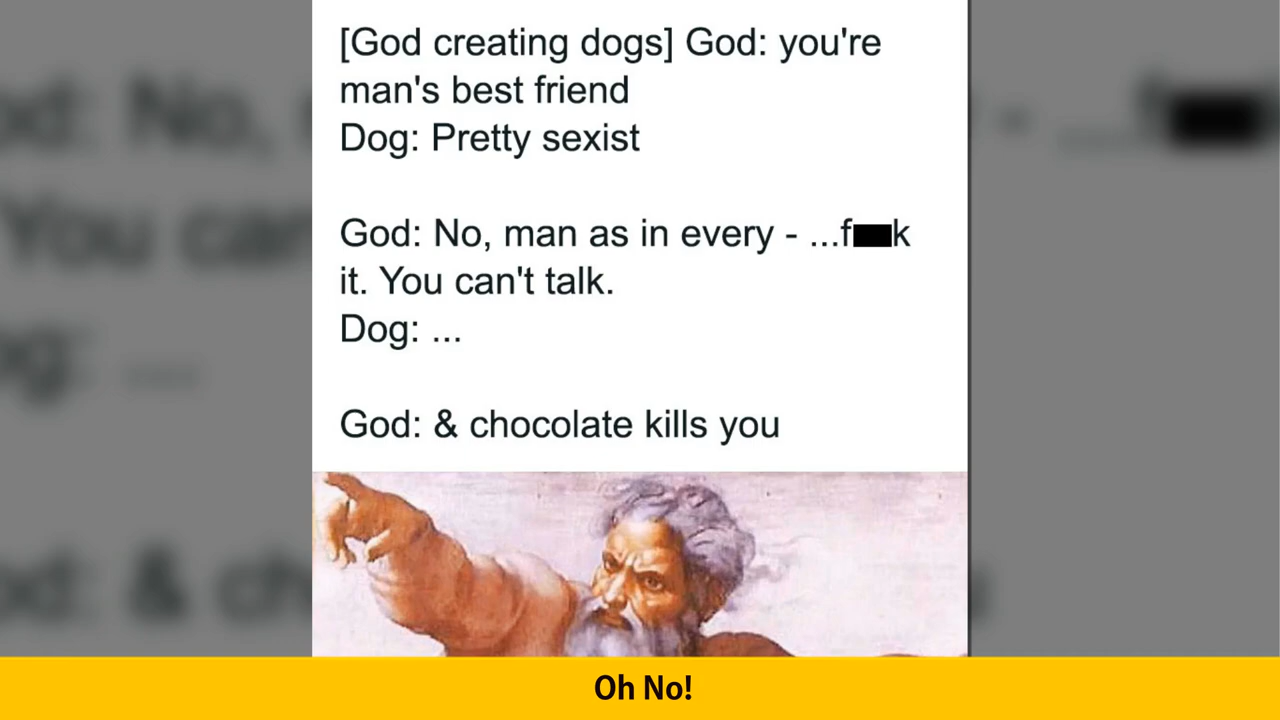 [God creating dogs] God: you're
man's best friend
Dog: Pretty sexist
God: No, man as in every - ...f██k
it. You can't talk.
Dog: ...
God: & chocolate kills you
Oh No!